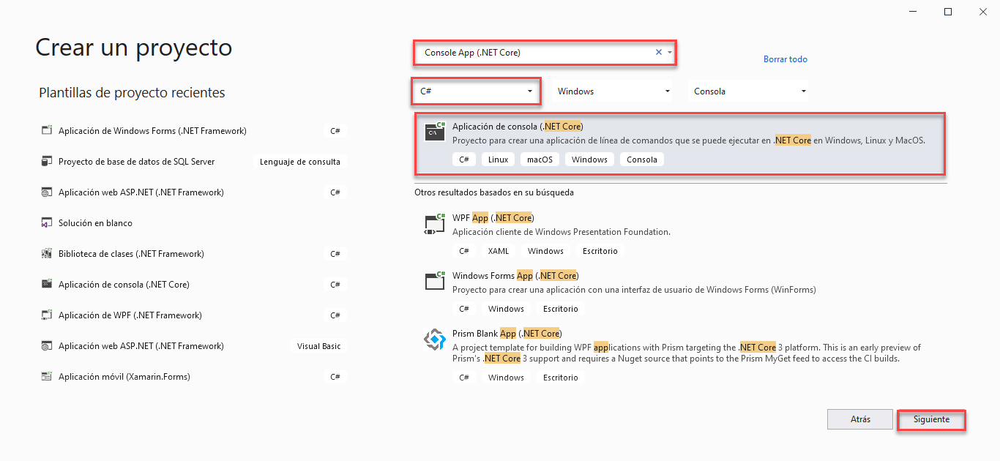 Crear un proyecto
Plantillas de proyecto recientes
Aplicación de Windows Forms (.NET Framework) C#
Proyecto de base de datos de SQL Server Lenguaje de consulta
Aplicación web ASP.NET (.NET Framework) C#
Solución en blanco
Biblioteca de clases (.NET Framework) C#
Aplicación de consola (.NET Core) C#
Aplicación de WPF (.NET Framework) C#
Aplicación web ASP.NET (.NET Framework) Visual Basic
Aplicación móvil (Xamarin.Forms) C#
Console App (.NET Core)
Borrar todo
C# Windows Consola
C#
C:\
Aplicación de consola (.NET Core)
Proyecto para crear una aplicación de línea de comandos que se puede ejecutar en .NET Core en Windows, Linux y MacOS.
C# Linux macOS Windows Consola
Otros resultados basados en su búsqueda
C#
WPF App (.NET Core)
Aplicación cliente de Windows Presentation Foundation.
C# XAML Windows Escritorio
C#
Windows Forms App (.NET Core)
Proyecto para crear una aplicación con una interfaz de usuario de Windows Forms (WinForms)
C# Windows Escritorio
Prism Blank App (.NET Core)
A project template for building WPF applications with Prism targeting the .NET Core 3 platform. This is an early preview of
Prism's .NET Core 3 support and requires a Nuget source that points to the Prism MyGet feed to access the CI builds.
C# Windows Escritorio
Atrás Siguiente